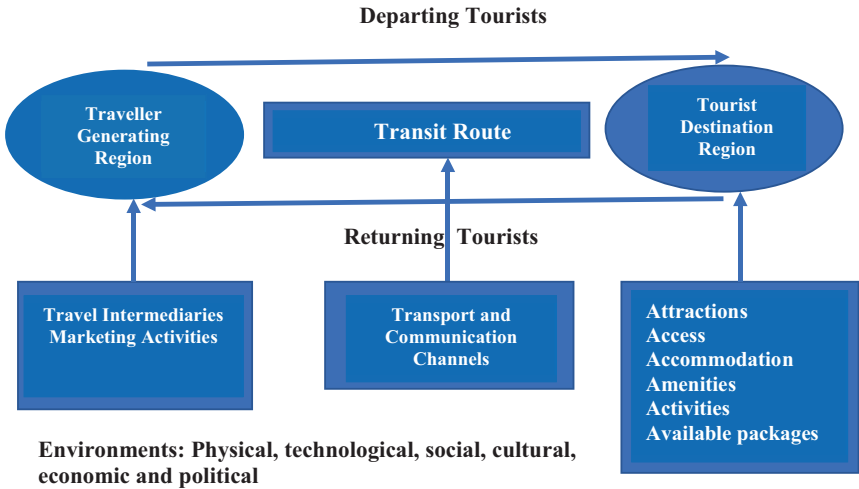 Departing Tourists
Traveller
Generating
Region
Transit Route
Tourist
Destination
Region
Returning Tourists
Travel Intermediaries
Marketing Activities
Transport and
Communication
Channels
Attractions
Access
Accommodation
Amenities
Activities
Available packages
Environments: Physical, technological, social, cultural,
economic and political